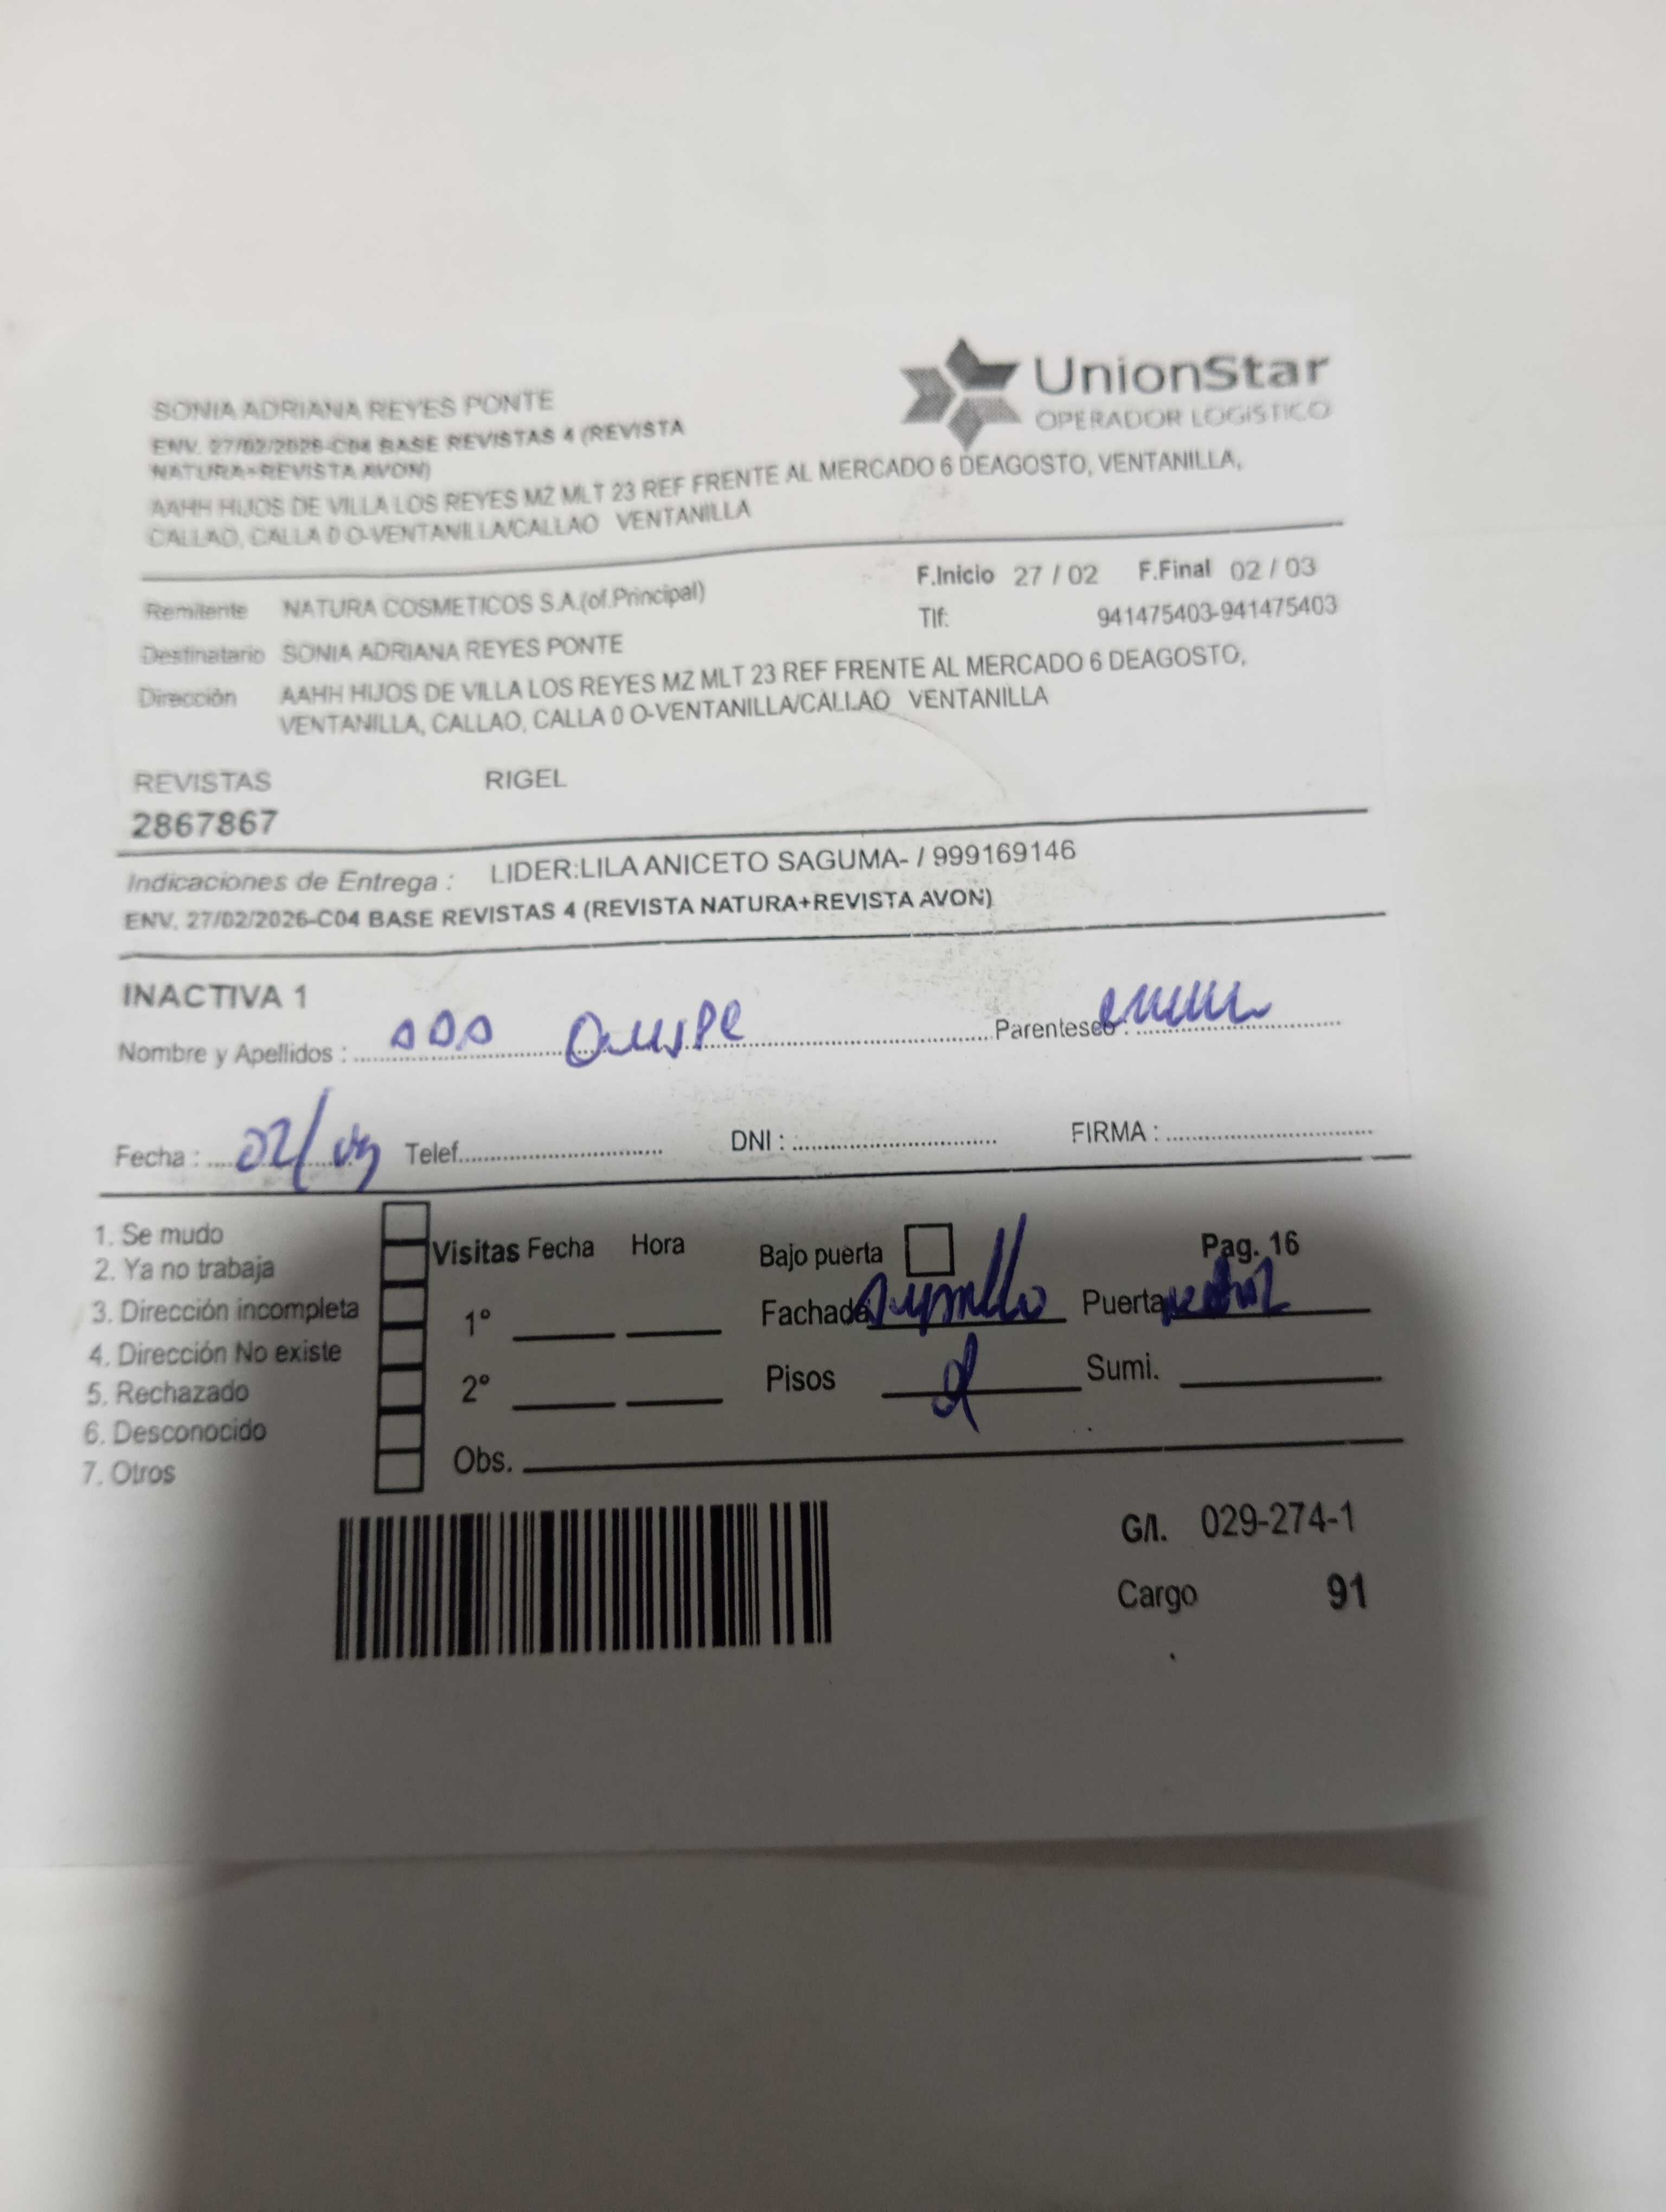 UnionStar
OPERADOR LOGISTICO
SONIA ADRIANA REYES PONTE
ENV. 27/02/2026-C04 BASE REVISTAS 4 (REVISTA
NATURA+REVISTA AVON)
AAHH HIJOS DE VILLA LOS REYES MZ MLT 23 REF FRENTE AL MERCADO 6 DEAGOSTO, VENTANILLA,
CALLAO, CALLA 0 O-VENTANILLA/CALLAO VENTANILLA
F.Inicio 27 / 02 F.Final 02 / 03
Remitente NATURA COSMETICOS S.A.(of.Principal)
Tlf: 941475403-941475403
Destinatario SONIA ADRIANA REYES PONTE
Dirección AAHH HIJOS DE VILLA LOS REYES MZ MLT 23 REF FRENTE AL MERCADO 6 DEAGOSTO,
VENTANILLA, CALLAO, CALLA 0 O-VENTANILLA/CALLAO VENTANILLA
REVISTAS RIGEL
2867867
Indicaciones de Entrega : LIDER:LILA ANICETO SAGUMA- / 999169146
ENV. 27/02/2026-C04 BASE REVISTAS 4 (REVISTA NATURA+REVISTA AVON)
INACTIVA 1
Nombre y Apellidos : Quispe Parentesco :
Fecha : 02/03 Telef. DNI : FIRMA :
1. Se mudo
2. Ya no trabaja
3. Dirección incompleta
4. Dirección No existe
5. Rechazado
6. Desconocido
7. Otros
Visitas Fecha Hora Bajo puerta Pag. 16
1° Fachada Puerta
2° Pisos 2 Sumi.
Obs.
G/I. 029-274-1
Cargo 91